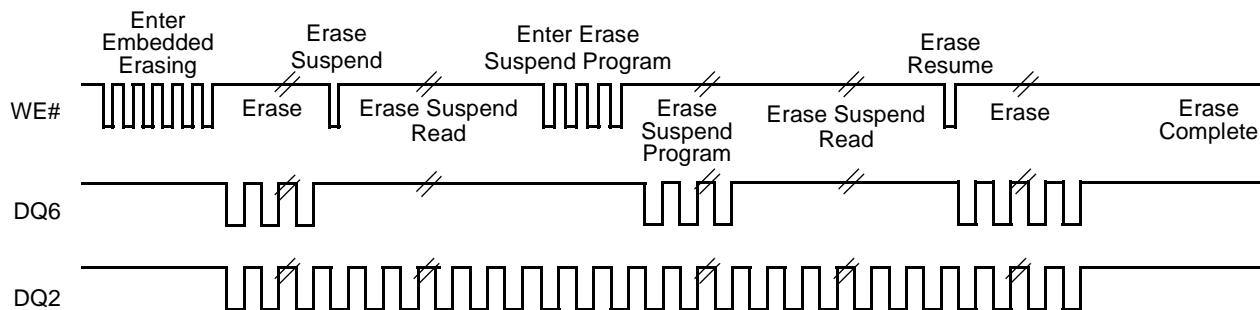 Enter
Embedded
Erasing
Erase
Suspend
Enter Erase
Suspend Program
Erase
Resume
WE#
Erase
Erase Suspend
Read
Erase
Suspend
Program
Erase Suspend
Read
Erase
Erase
Complete
DQ6
DQ2